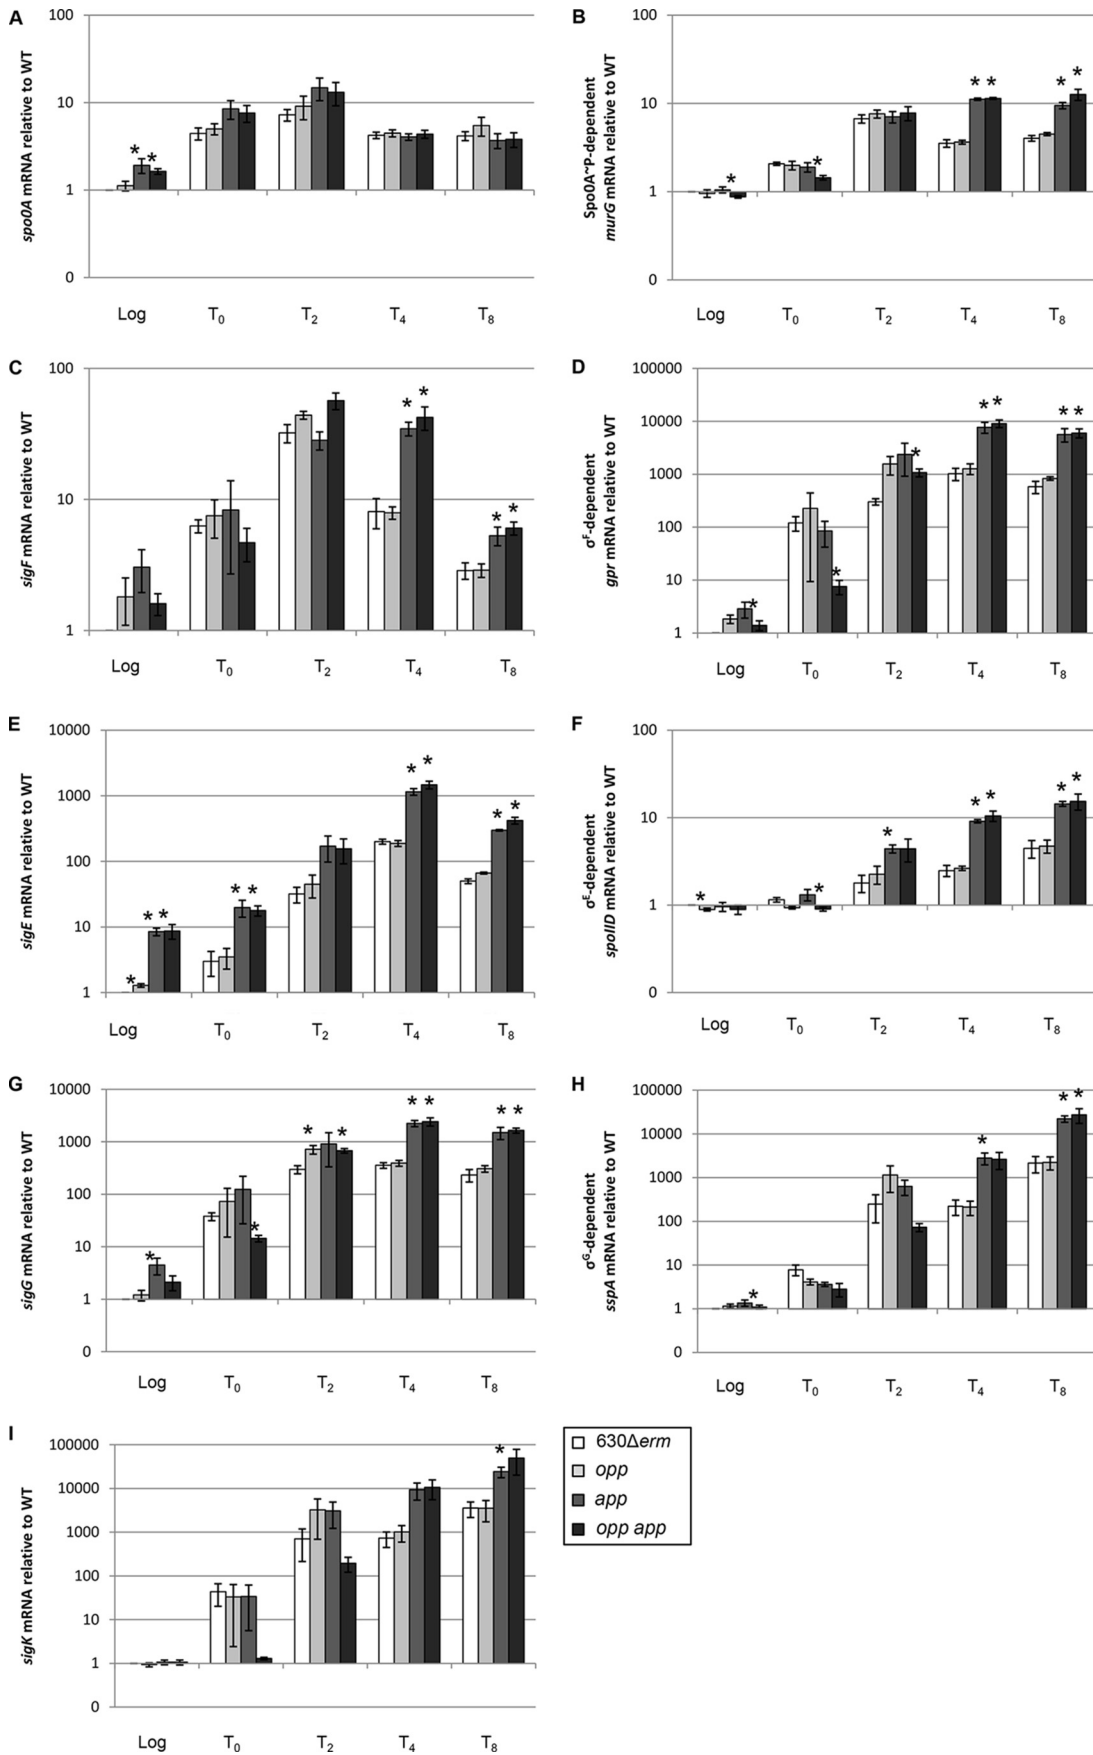 A
spo0A mRNA relative to WT
100
10
1
0
* *
Log T0 T2 T4 T8
B
Spo0A~P-dependent
murG mRNA relative to WT
100
10
1
0
* * * * * *
Log T0 T2 T4 T8
C
sigF mRNA relative to WT
100
10
1
* * * *
Log T0 T2 T4 T8
D
σF-dependent
gpr mRNA relative to WT
100000
10000
1000
100
10
1
* * * * * * *
Log T0 T2 T4 T8
E
sigE mRNA relative to WT
10000
1000
100
10
1
* * * * * * * * *
Log T0 T2 T4 T8
F
σE-dependent
spoIID mRNA relative to WT
100
10
1
0
* * * * * * *
Log T0 T2 T4 T8
G
sigG mRNA relative to WT
10000
1000
100
10
1
0
* * * * * * * *
Log T0 T2 T4 T8
H
σG-dependent
sspA mRNA relative to WT
100000
10000
1000
100
10
1
0
* * * *
Log T0 T2 T4 T8
I
sigK mRNA relative to WT
100000
10000
1000
100
10
1
0
*
Log T0 T2 T4 T8
630Δerm
opp
app
opp app